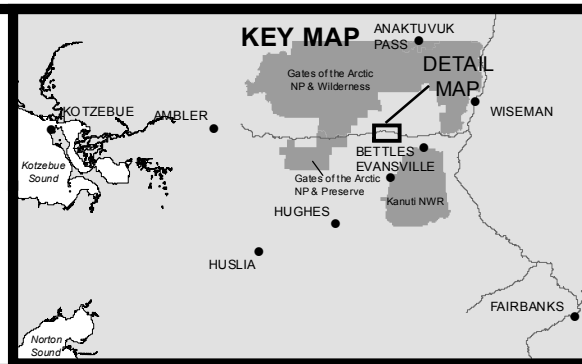 KEY MAP
ANAKTUVUK
PASS
Gates of the Arctic
NP & Wilderness
DETAIL
MAP
KOTZEBUE
AMBLER
WISEMAN
Kotzebue
Sound
BETTLES
EVANSVILLE
Gates of the Arctic
NP & Preserve
Kanuti NWR
HUGHES
HUSLIA
FAIRBANKS
Norton
Sound